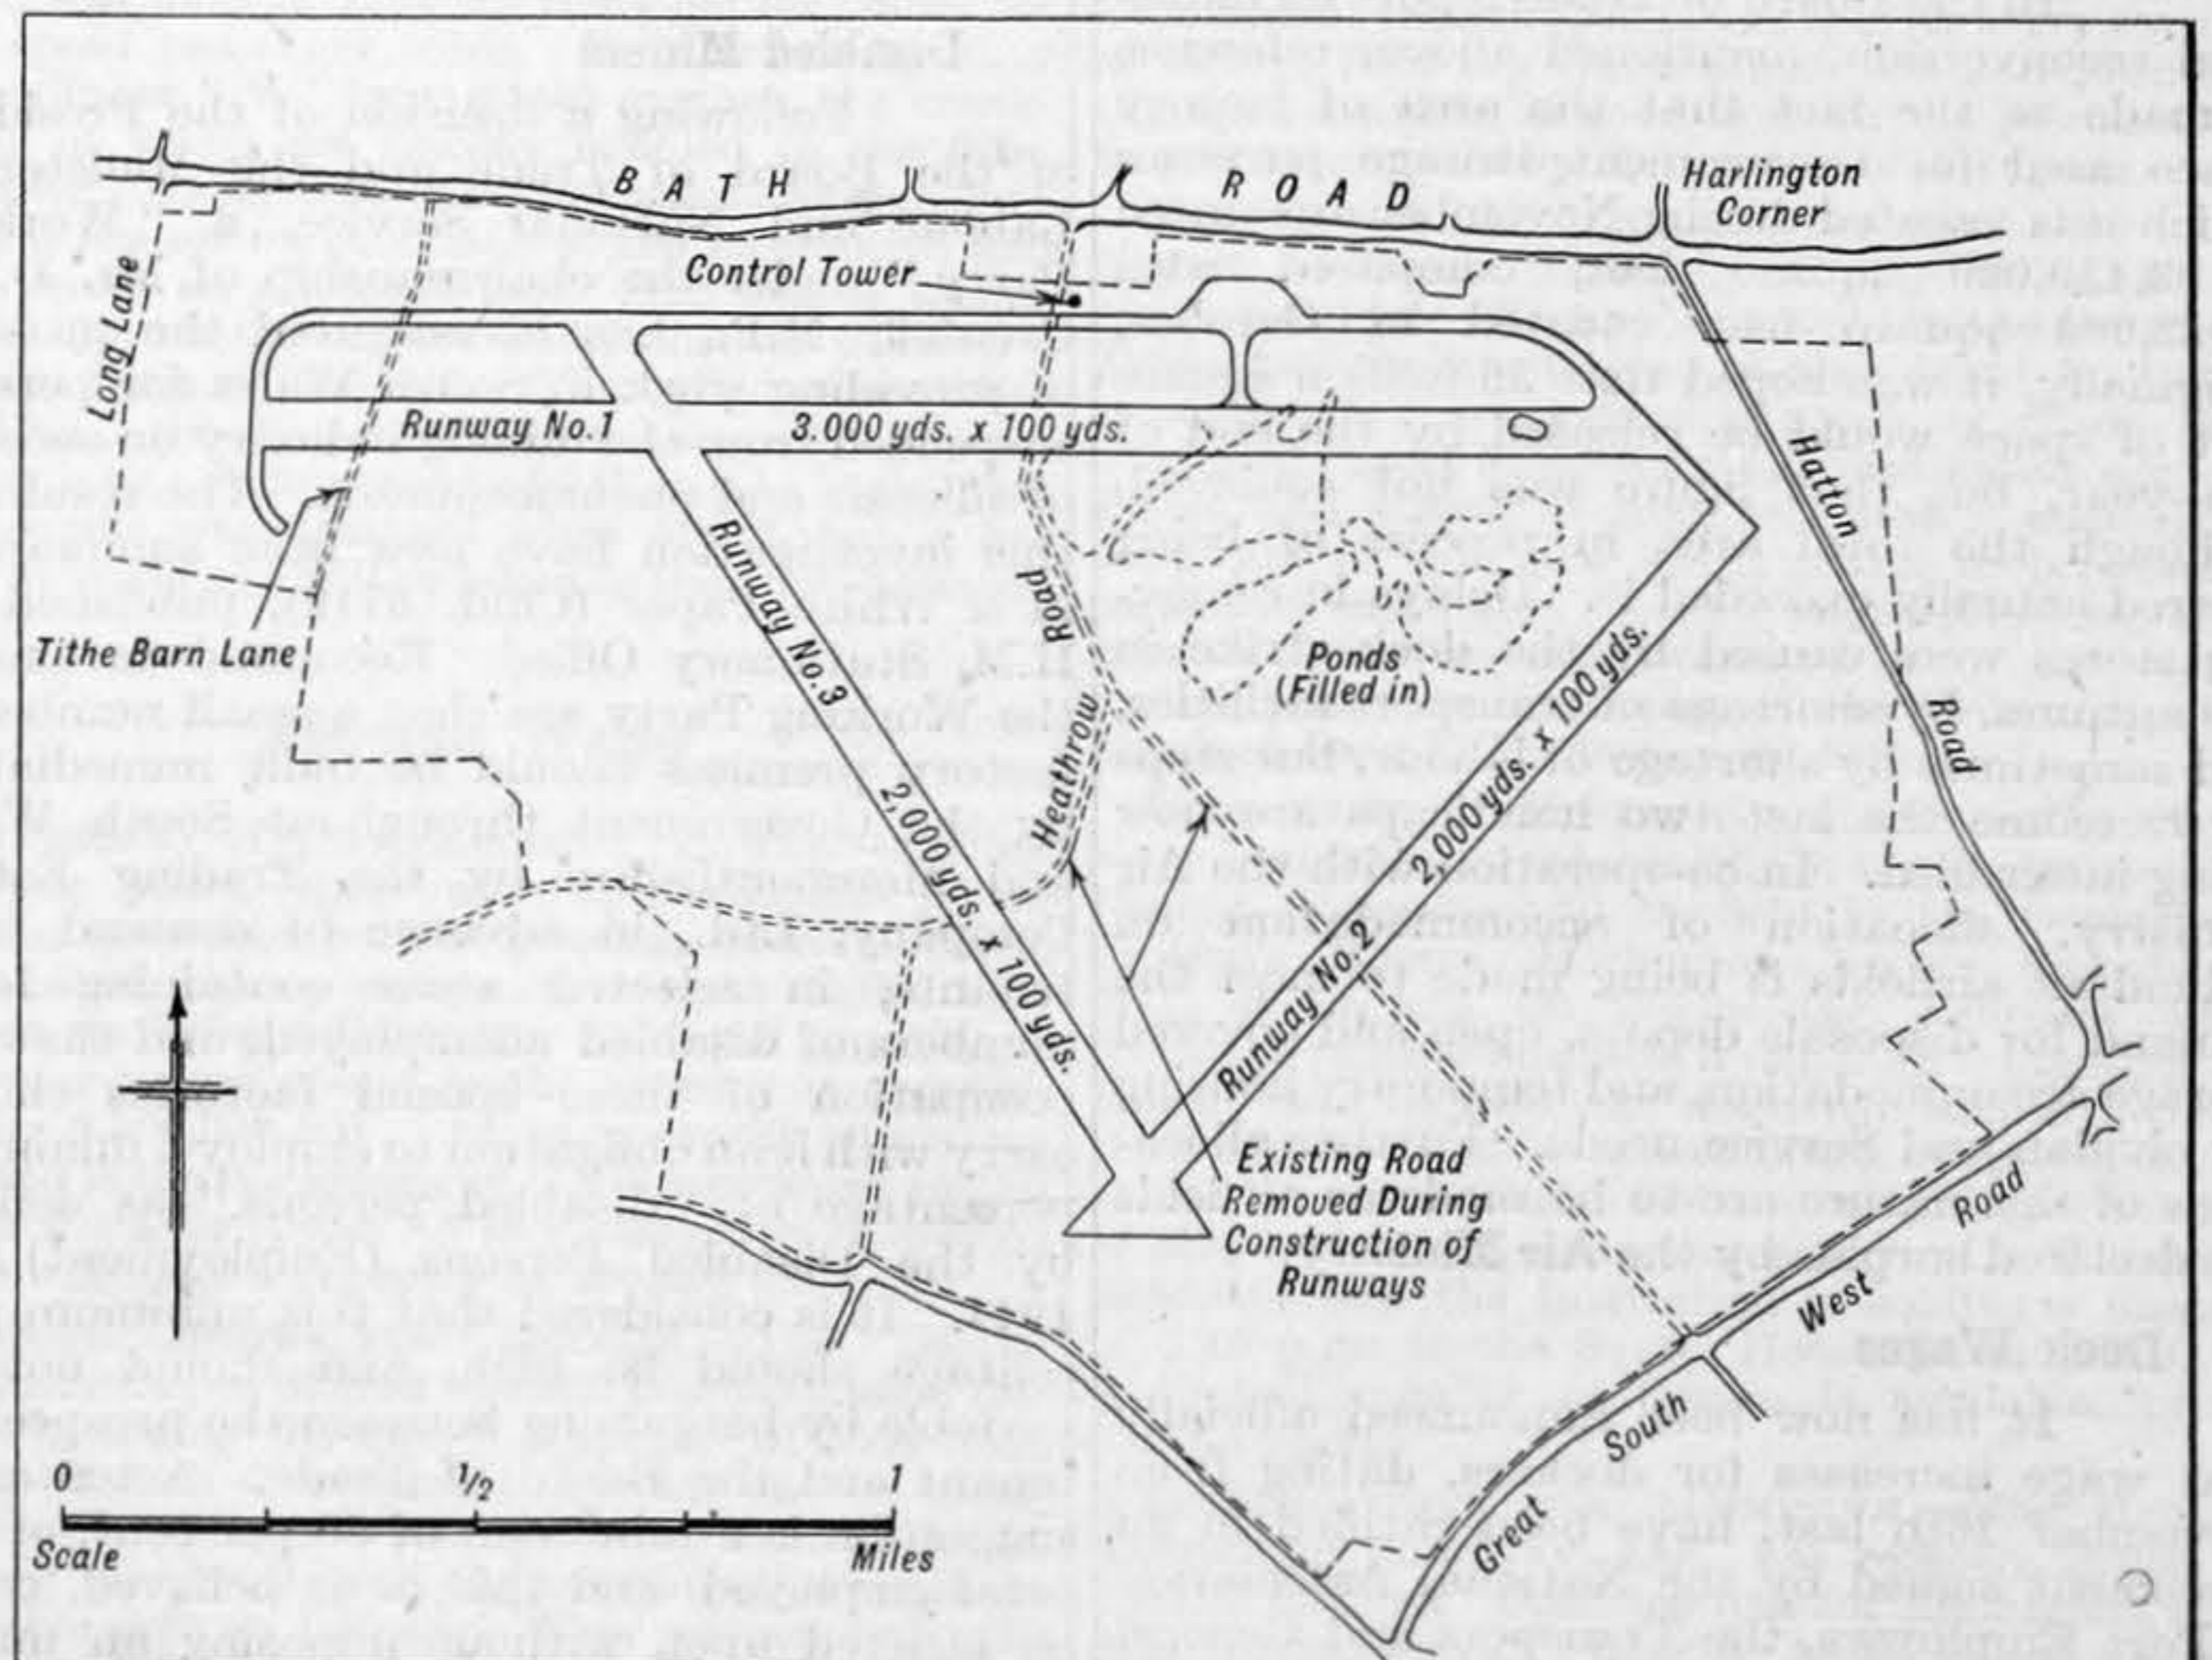 BATH ROAD
Harlington
Corner
Control Tower
Long Lane
Runway No.1
3.000 yds. x 100 yds.
Hatton
Road
Runway No.3
2,000 yds. x 100 yds.
Road
Heathrow
Ponds
(Filled in)
Tithe Barn Lane
Runway No.2
2,000 yds. x 100 yds.
Existing Road
Removed During
Construction of
Runways
Great South West Road
0 1/2 1
Scale Miles